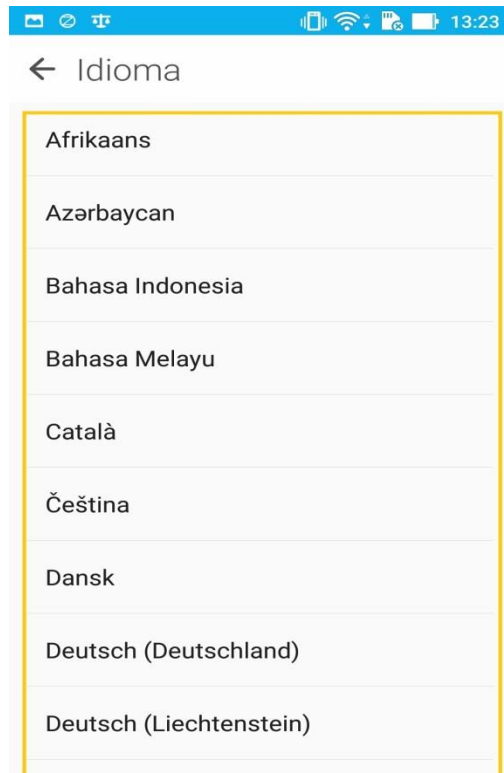 13:23
Idioma
Afrikaans
Azərbaycan
Bahasa Indonesia
Bahasa Melayu
Català
Čeština
Dansk
Deutsch (Deutschland)
Deutsch (Liechtenstein)